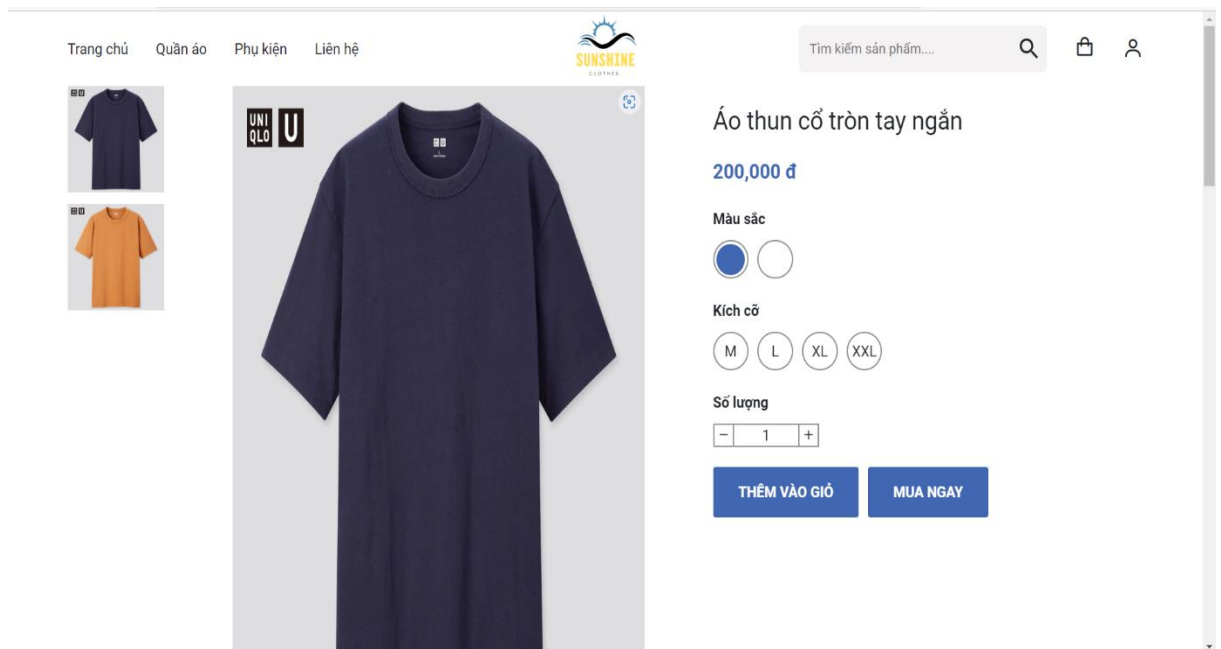 Trang chủ
Quần áo
Phụ kiện
Liên hệ
SUNSHINE
CLOTHES
Tìm kiếm sản phẩm....
UNI
QLO
U
Áo thun cổ tròn tay ngắn
200,000 đ
Màu sắc
Kích cỡ
M L XL XXL
Số lượng
− 1 +
THÊM VÀO GIỎ
MUA NGAY